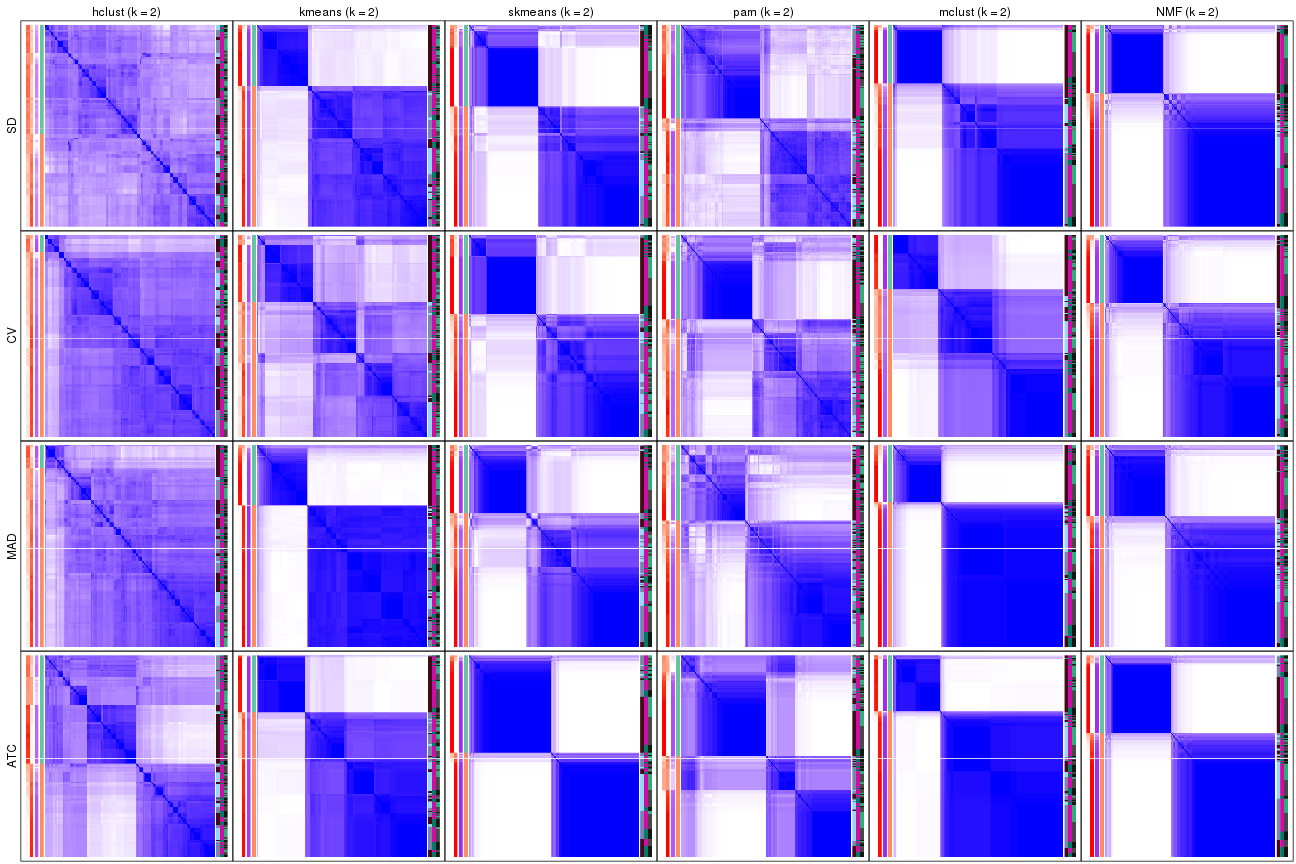 hclust (k = 2) kmeans (k = 2) skmeans (k = 2) pam (k = 2) mclust (k = 2) NMF (k = 2)
SD
CV
MAD
ATC